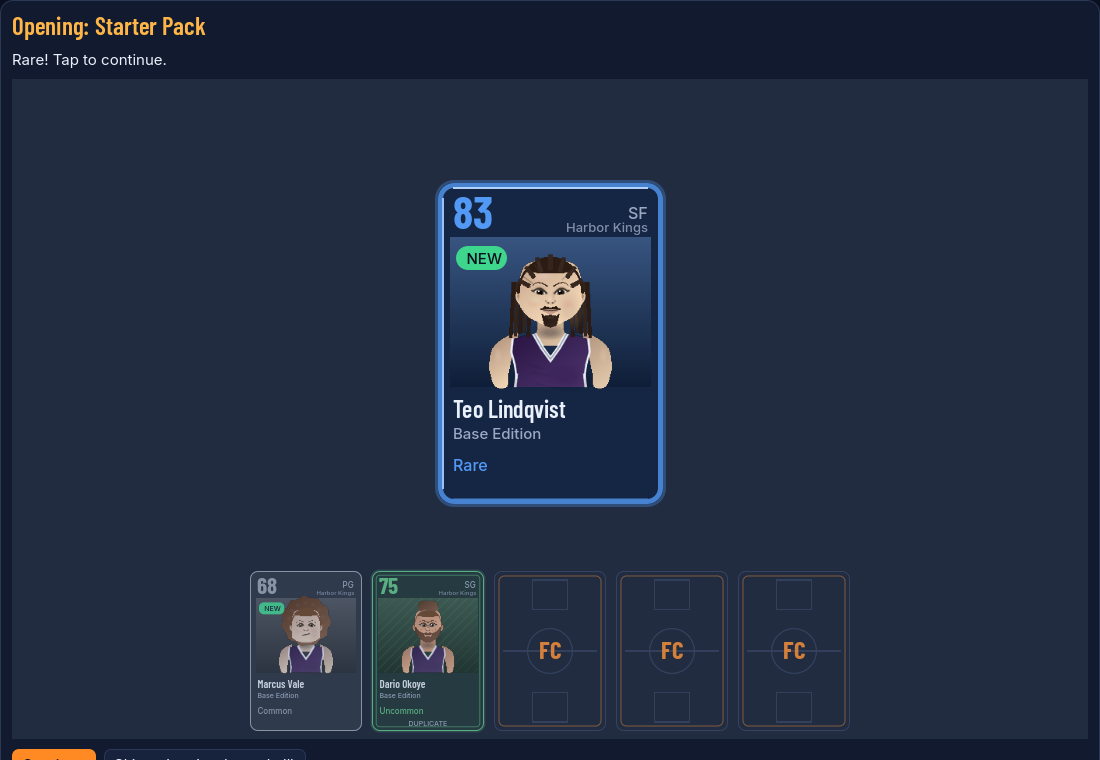 Opening: Starter Pack
Rare! Tap to continue.
83
SF
Harbor Kings
NEW
Teo Lindqvist
Base Edition
Rare
68
PG
Harbor Kings
NEW
Marcus Vale
Base Edition
Common
75
SG
Harbor Kings
Dario Okoye
Base Edition
Uncommon
DUPLICATE
FC
FC
FC